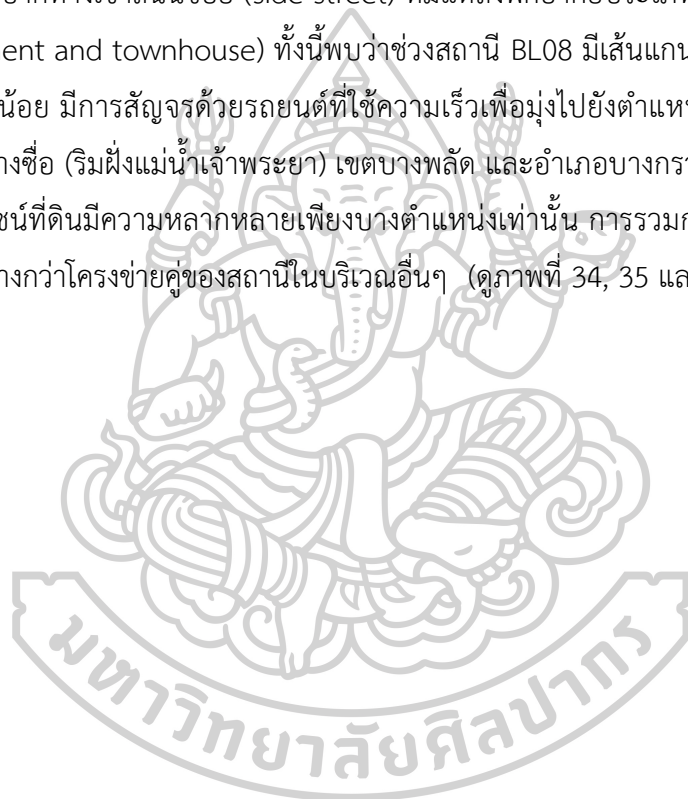 (side street)
ment and townhouse) ทั้งนี้พบว่าช่วงสถานี BL08 มีเส้นแกน
น้อย มีการสัญจรด้วยรถยนต์ที่ใช้ความเร็วเพื่อมุ่งไปยังตำแหน
างซื่อ (ริมฝั่งแม่น้ำเจ้าพระยา) เขตบางพลัด และอำเภอบางกรว
ชน์ที่ดินมีความหลากหลายเพียงบางตำแหน่งเท่านั้น การรวมก
างกว่าโครงข่ายคู่ของสถานีในบริเวณอื่นๆ (ดูภาพที่ 34, 35 แล
มหาวิทยาลัยศิลปากร